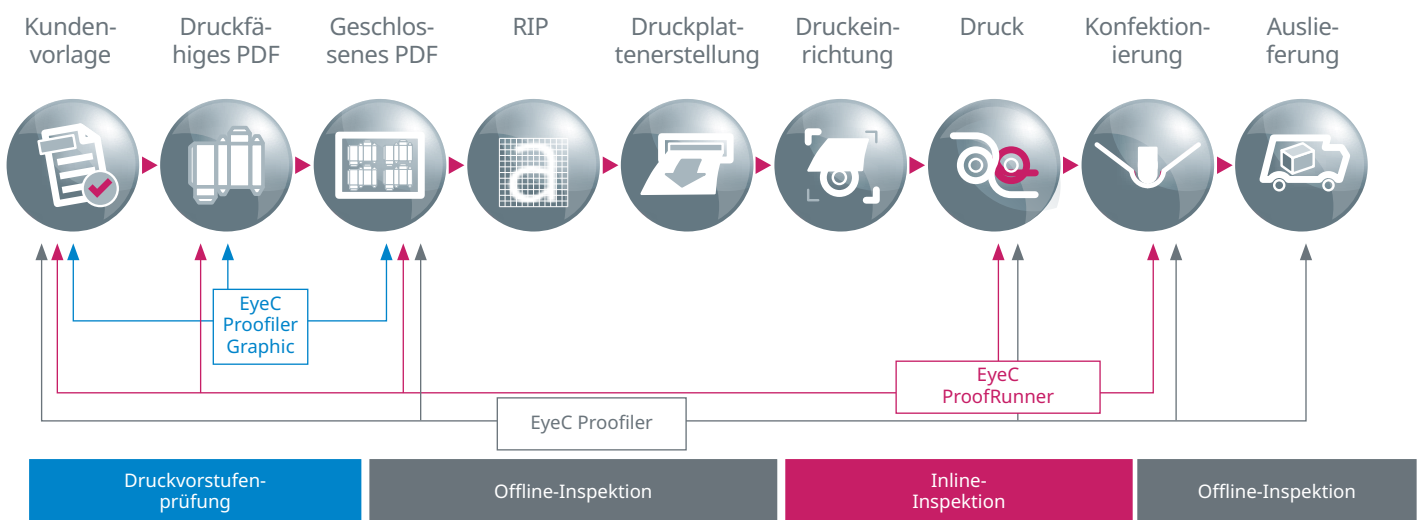 Kunden-
vorlage
Druckfä-
higes PDF
Geschlos-
senes PDF
RIP
Druckplat-
tenerstellung
Druckein-
richtung
Druck
Konfektion-
ierung
Auslie-
ferung
a
EyeC
Proofiler
Graphic
EyeC
ProofRunner
EyeC Proofiler
Druckvorstufen-
prüfung
Offline-Inspektion
Inline-
Inspektion
Offline-Inspektion